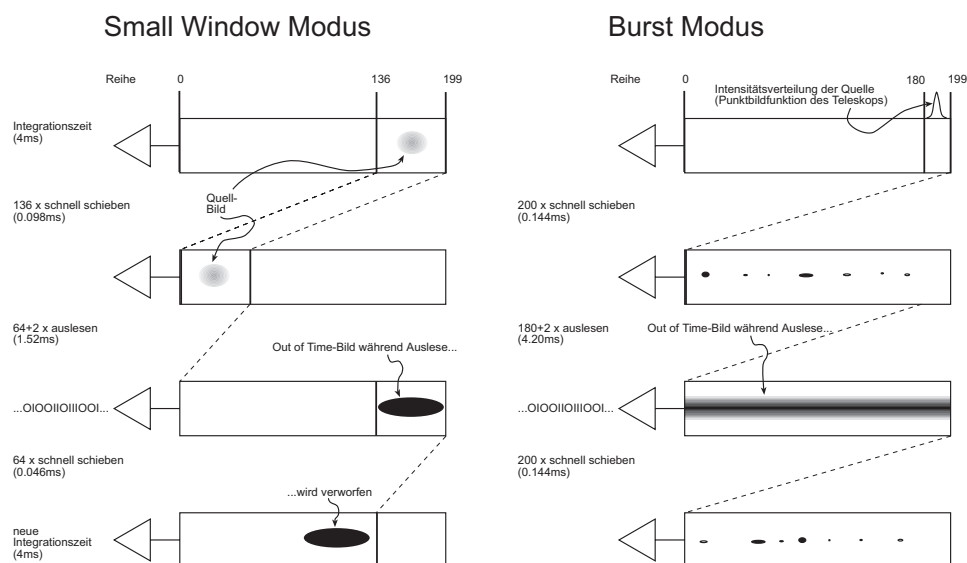 Small Window Modus
Reihe
0
136
199
Integrationszeit
(4ms)
Quell-
Bild
136 x schnell schieben
(0.098ms)
64+2 x auslesen
(1.52ms)
Out of Time-Bild während Auslese...
...OIOOIIOIIIOOI...
64 x schnell schieben
(0.046ms)
...wird verworfen
neue
Integrationszeit
(4ms)
Burst Modus
Reihe
0
180
199
Intensitätsverteilung der Quelle
(Punktbildfunktion des Teleskops)
200 x schnell schieben
(0.144ms)
180+2 x auslesen
(4.20ms)
Out of Time-Bild während Auslese...
...OIOOIIOIIIOOI...
200 x schnell schieben
(0.144ms)